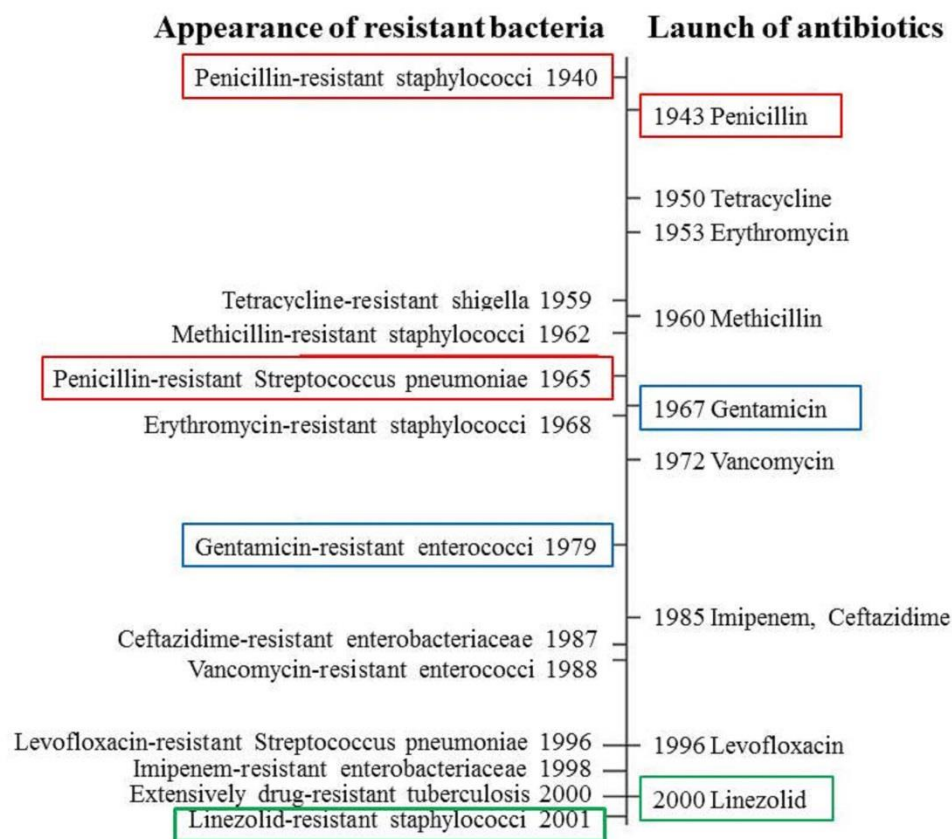 Appearance of resistant bacteria
Launch of antibiotics
Penicillin-resistant staphylococci 1940
1943 Penicillin
1950 Tetracycline
1953 Erythromycin
Tetracycline-resistant shigella 1959
1960 Methicillin
Methicillin-resistant staphylococci 1962
Penicillin-resistant Streptococcus pneumoniae 1965
1967 Gentamicin
Erythromycin-resistant staphylococci 1968
1972 Vancomycin
Gentamicin-resistant enterococci 1979
1985 Imipenem, Ceftazidime
Ceftazidime-resistant enterobacteriaceae 1987
Vancomycin-resistant enterococci 1988
Levofloxacin-resistant Streptococcus pneumoniae 1996
1996 Levofloxacin
Imipenem-resistant enterobacteriaceae 1998
Extensively drug-resistant tuberculosis 2000
2000 Linezolid
Linezolid-resistant staphylococci 2001